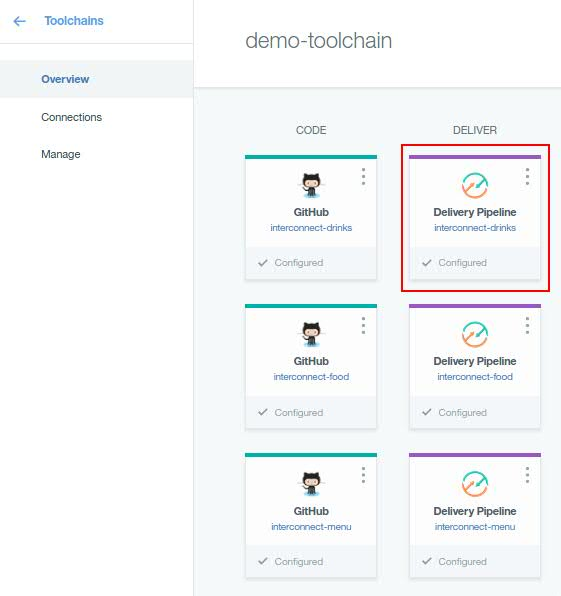 Toolchains
Overview
Connections
Manage
demo-toolchain
CODE
DELIVER
GitHub
interconnect-drinks
Configured
Delivery Pipeline
interconnect-drinks
Configured
GitHub
interconnect-food
Configured
Delivery Pipeline
interconnect-food
Configured
GitHub
interconnect-menu
Configured
Delivery Pipeline
interconnect-menu
Configured